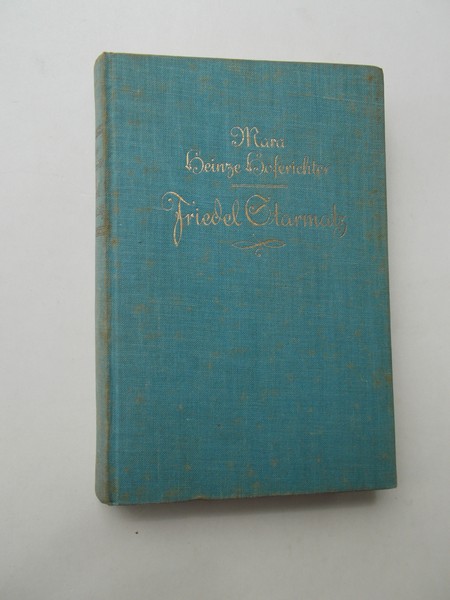 Mara
Heinze Hoferichter
Friedel Starmatz